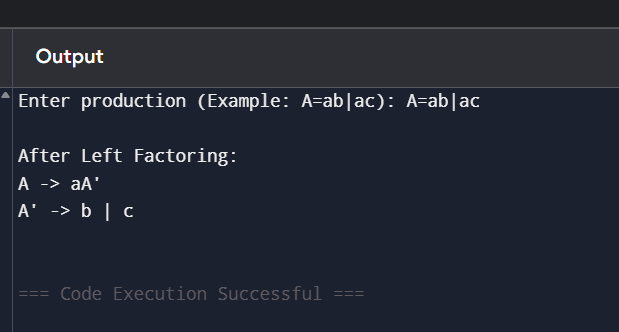 Output
Enter production (Example: A=ab|ac): A=ab|ac
After Left Factoring:
A -> aA'
A' -> b | c
=== Code Execution Successful ===